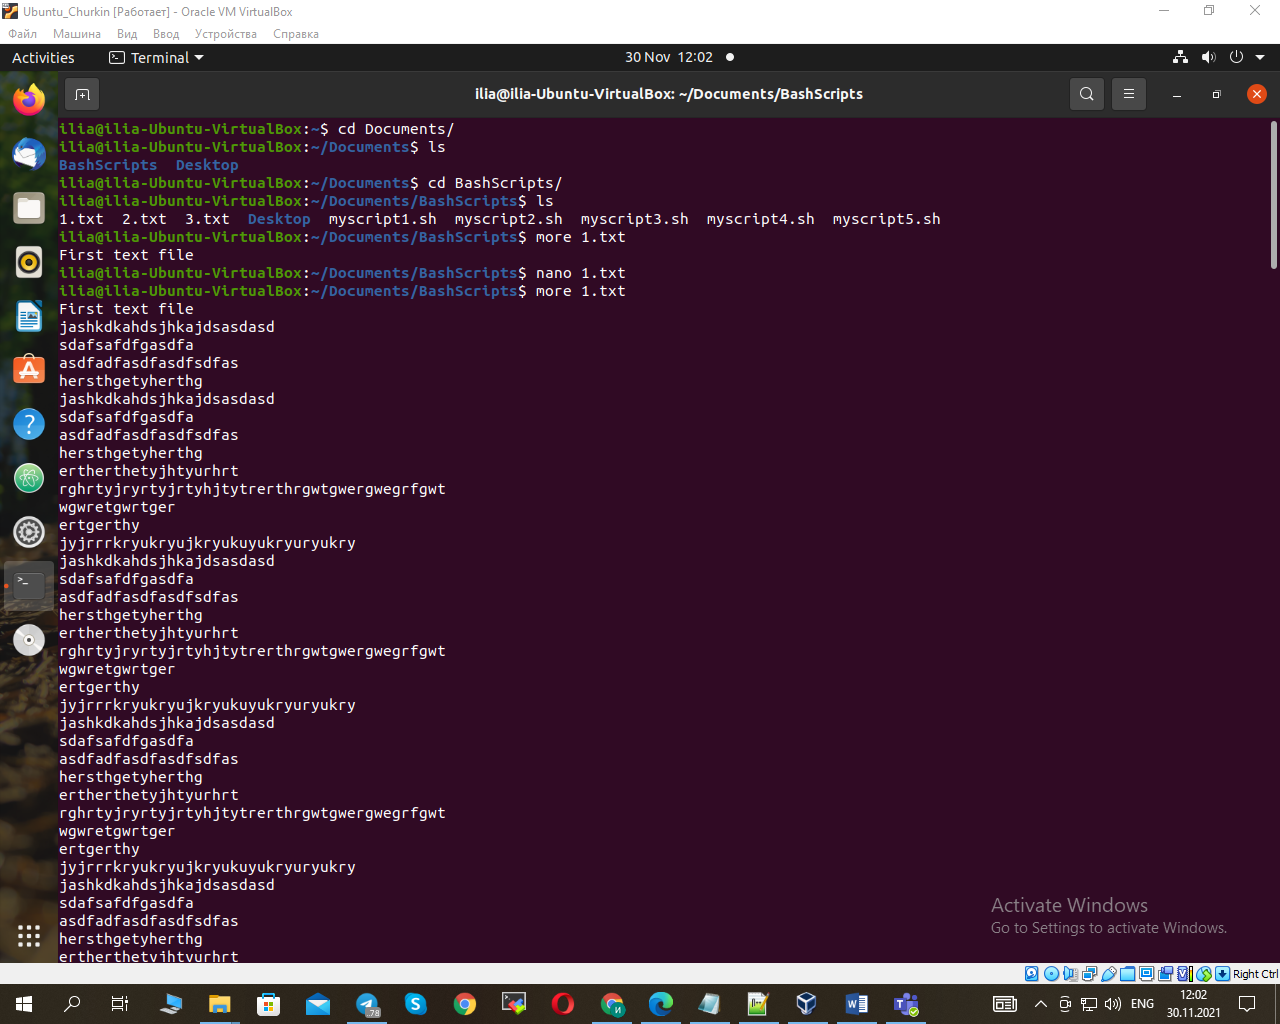 Ubuntu_Churkin [Работает] - Oracle VM VirtualBox
Файл Машина Вид Ввод Устройства Справка
Activities Terminal 30 Nov 12:02
ilia@ilia-Ubuntu-VirtualBox: ~/Documents/BashScripts
ilia@ilia-Ubuntu-VirtualBox:~$ cd Documents/
ilia@ilia-Ubuntu-VirtualBox:~/Documents$ ls
BashScripts Desktop
ilia@ilia-Ubuntu-VirtualBox:~/Documents$ cd BashScripts/
ilia@ilia-Ubuntu-VirtualBox:~/Documents/BashScripts$ ls
1.txt 2.txt 3.txt Desktop myscript1.sh myscript2.sh myscript3.sh myscript4.sh myscript5.sh
ilia@ilia-Ubuntu-VirtualBox:~/Documents/BashScripts$ more 1.txt
First text file
ilia@ilia-Ubuntu-VirtualBox:~/Documents/BashScripts$ nano 1.txt
ilia@ilia-Ubuntu-VirtualBox:~/Documents/BashScripts$ more 1.txt
First text file
jashkdkahdsjhkajdsasdasd
sdafsafdfgasdfa
asdfadfasdfasdfsdfas
hersthgetyherthg
jashkdkahdsjhkajdsasdasd
sdafsafdfgasdfa
asdfadfasdfasdfsdfas
hersthgetyherthg
ertherthetyjhtyurhrt
rghrtyjryrtyjrtyhjtytrerthrgwtgwergwegrfgwt
wgwretgwrtger
ertgerthy
jyjrrrkryukryujkryukuyukryuryukry
jashkdkahdsjhkajdsasdasd
sdafsafdfgasdfa
asdfadfasdfasdfsdfas
hersthgetyherthg
ertherthetyjhtyurhrt
rghrtyjryrtyjrtyhjtytrerthrgwtgwergwegrfgwt
wgwretgwrtger
ertgerthy
jyjrrrkryukryujkryukuyukryuryukry
jashkdkahdsjhkajdsasdasd
sdafsafdfgasdfa
asdfadfasdfasdfsdfas
hersthgetyherthg
ertherthetyjhtyurhrt
rghrtyjryrtyjrtyhjtytrerthrgwtgwergwegrfgwt
wgwretgwrtger
ertgerthy
jyjrrrkryukryujkryukuyukryuryukry
jashkdkahdsjhkajdsasdasd
sdafsafdfgasdfa
asdfadfasdfasdfsdfas
hersthgetyherthg
ertherthetyjhtyurhrt
Activate Windows
Go to Settings to activate Windows.
Right Ctrl
.78
ENG
12:02
30.11.2021